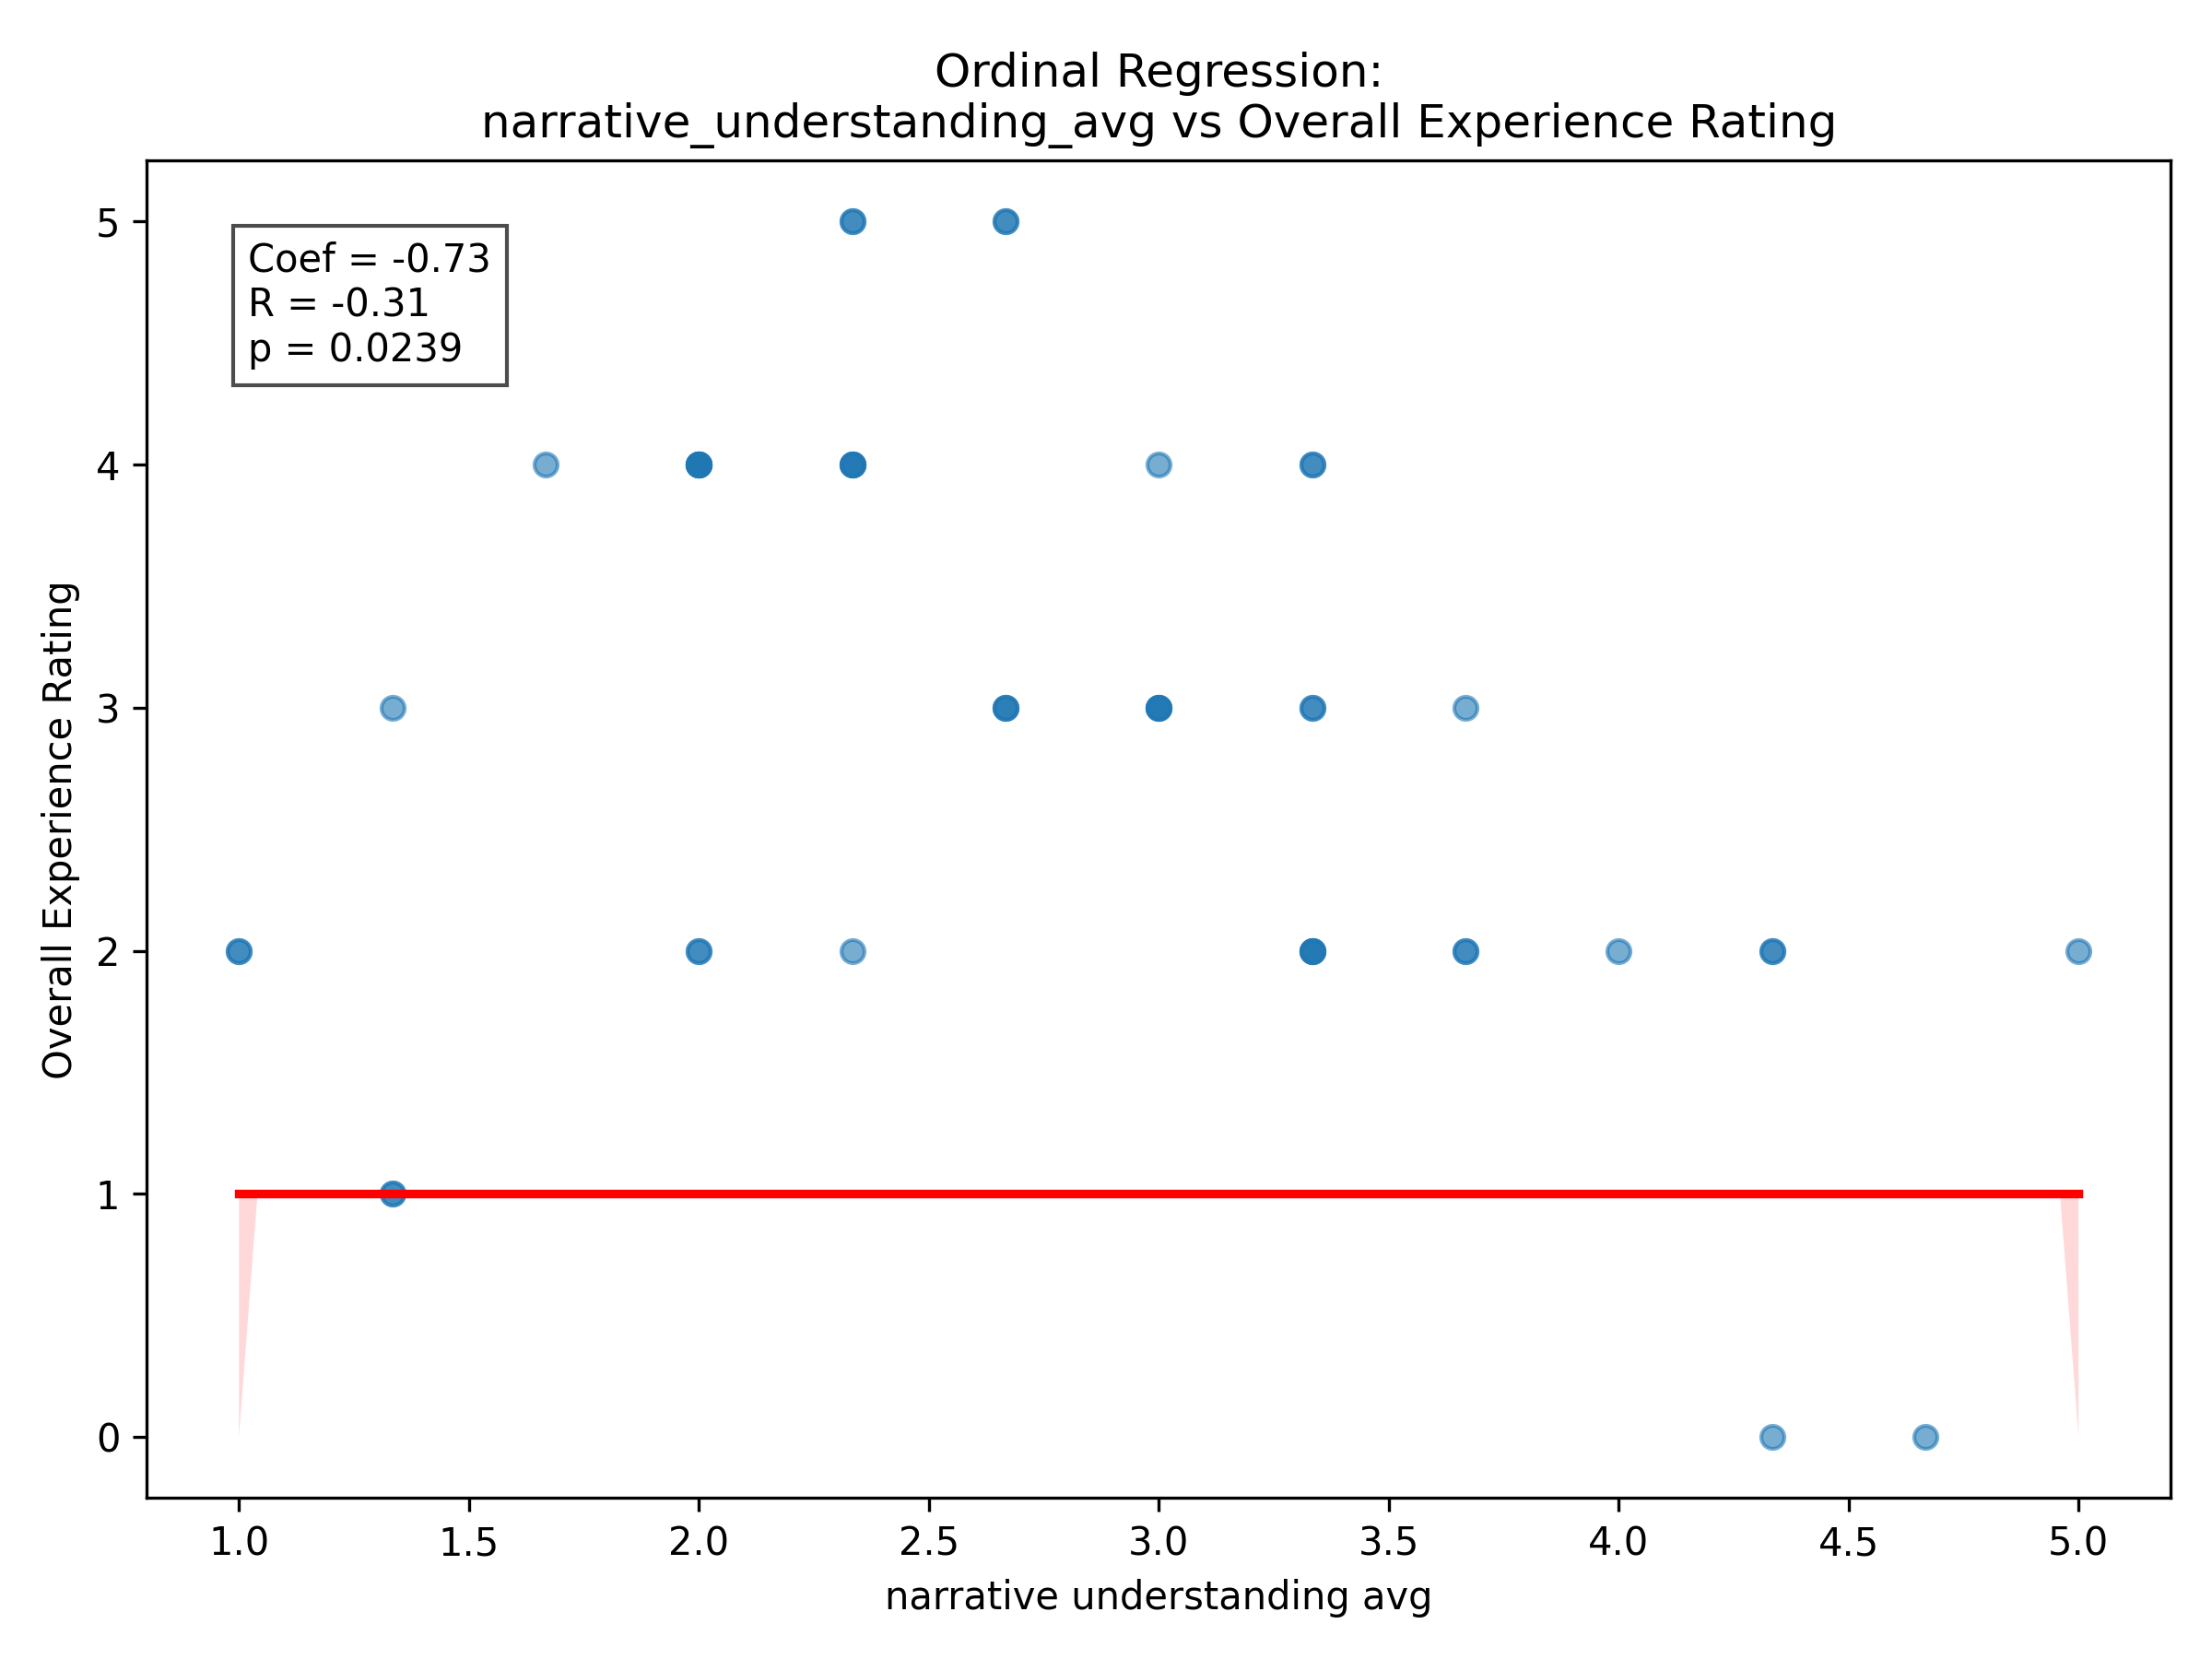 Ordinal Regression:
narrative_understanding_avg vs Overall Experience Rating
Coef = -0.73
R = -0.31
p = 0.0239
Overall Experience Rating
5
4
3
2
1
0
1.0 1.5 2.0 2.5 3.0 3.5 4.0 4.5 5.0
narrative understanding avg